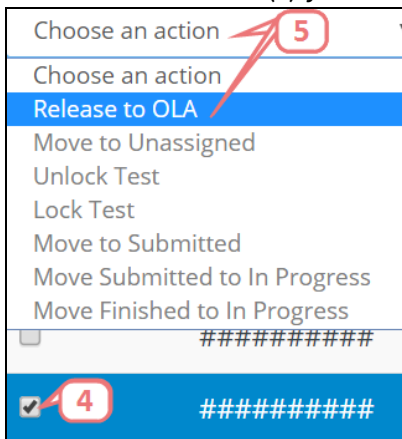 Choose an action 5
Choose an action
Release to OLA
Move to Unassigned
Unlock Test
Lock Test
Move to Submitted
Move Submitted to In Progress
Move Finished to In Progress
##########
4 ##########